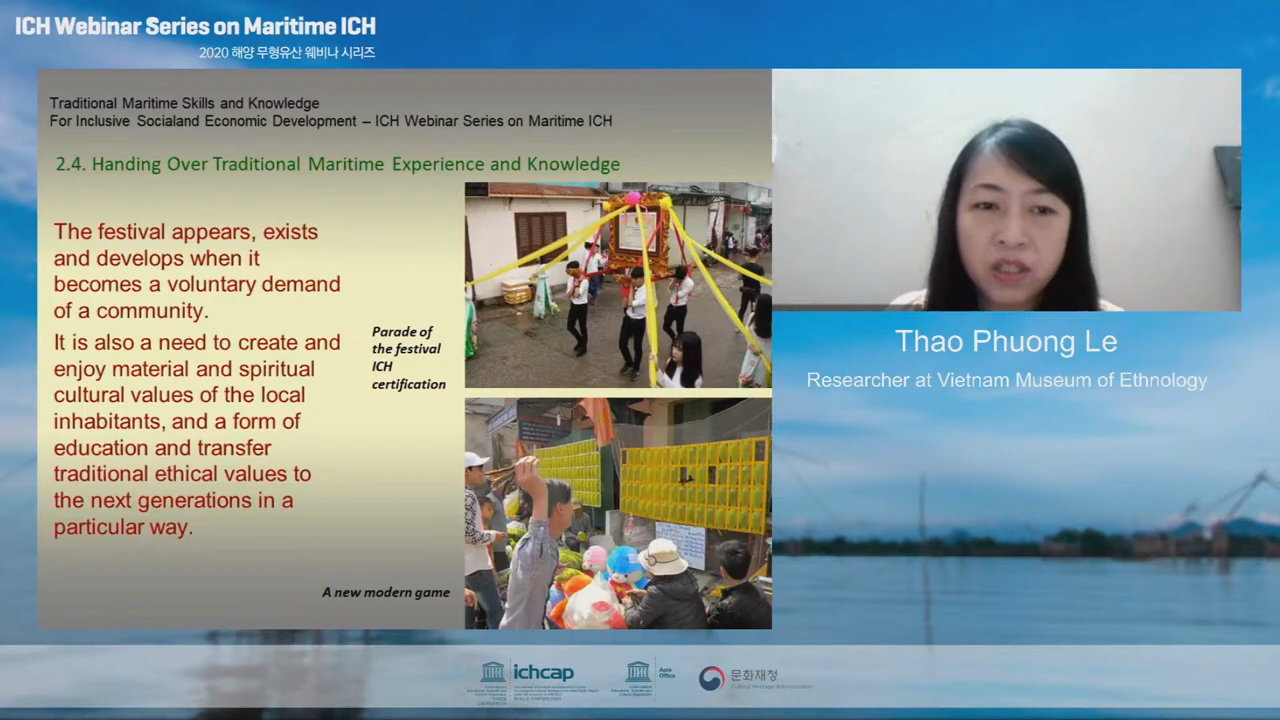 ICH Webinar Series on Maritime ICH
2020 해양 무형유산 웨비나 시리즈
Traditional Maritime Skills and Knowledge
For Inclusive Socialand Economic Development – ICH Webinar Series on Maritime ICH
2.4. Handing Over Traditional Maritime Experience and Knowledge
The festival appears, exists
and develops when it
becomes a voluntary demand
of a community.
It is also a need to create and
enjoy material and spiritual
cultural values of the local
inhabitants, and a form of
education and transfer
traditional ethical values to
the next generations in a
particular way.
Parade of
the festival
ICH
certification
A new modern game
Thao Phuong Le
Researcher at Vietnam Museum of Ethnology
ichcap
Apia
Office
문화재청
Cultural Heritage Administration